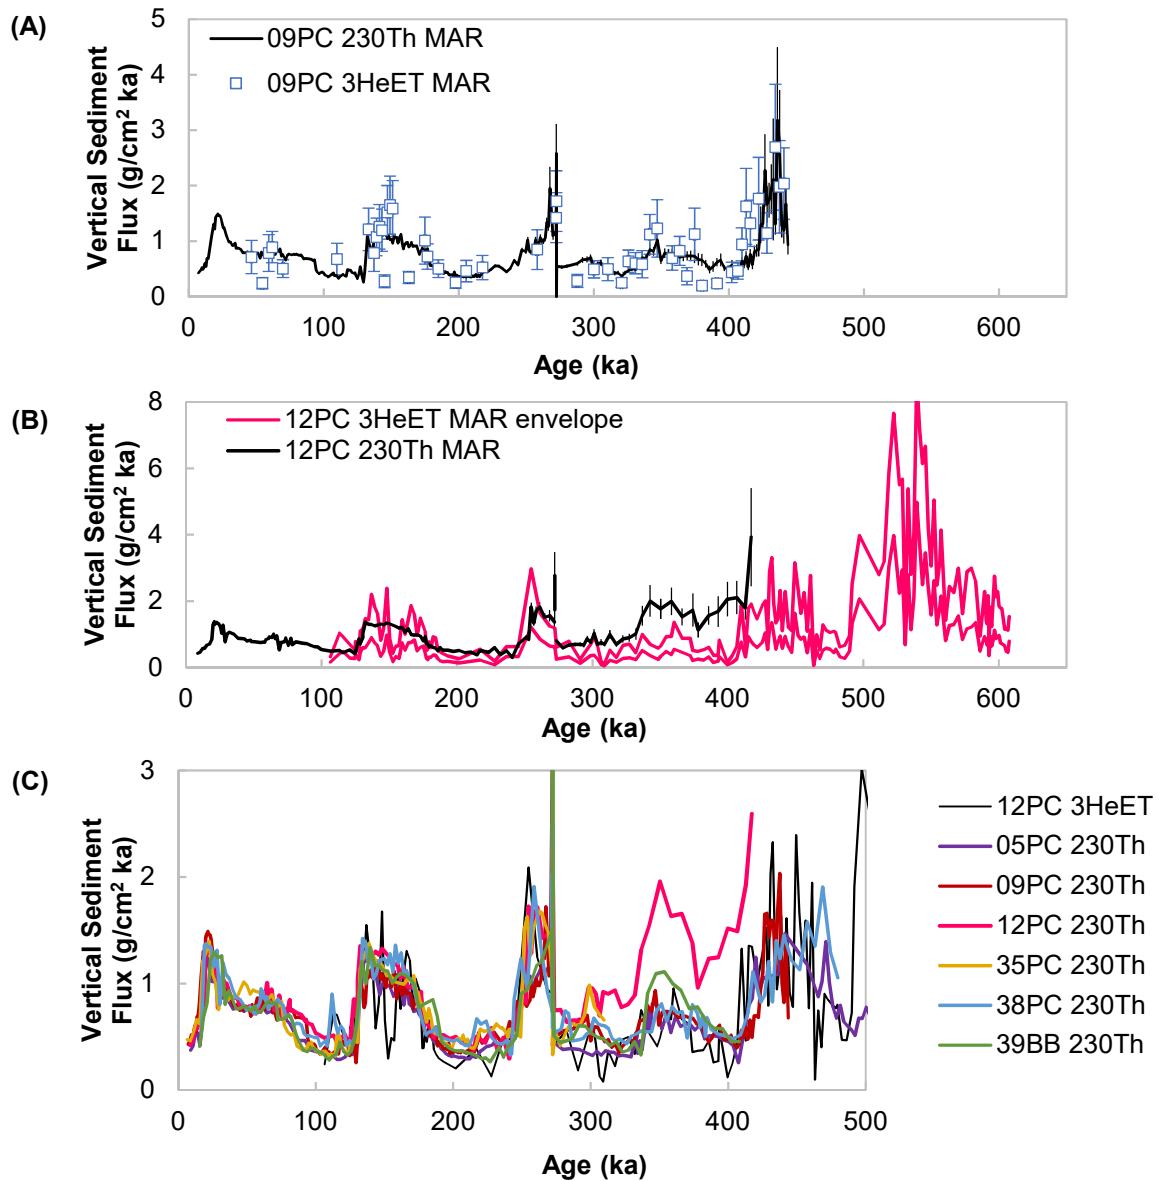 (A)
Vertical Sediment
Flux (g/cm² ka)
5
4
3
2
1
0
09PC 230Th MAR
09PC 3HeET MAR
0 100 200 300 400 500 600
Age (ka)
(B)
Vertical Sediment
Flux (g/cm² ka)
8
6
4
2
0
12PC 3HeET MAR envelope
12PC 230Th MAR
0 100 200 300 400 500 600
Age (ka)
(C)
Vertical Sediment
Flux (g/cm² ka)
3
2
1
0
0 100 200 300 400 500
Age (ka)
12PC 3HeET
05PC 230Th
09PC 230Th
12PC 230Th
35PC 230Th
38PC 230Th
39BB 230Th